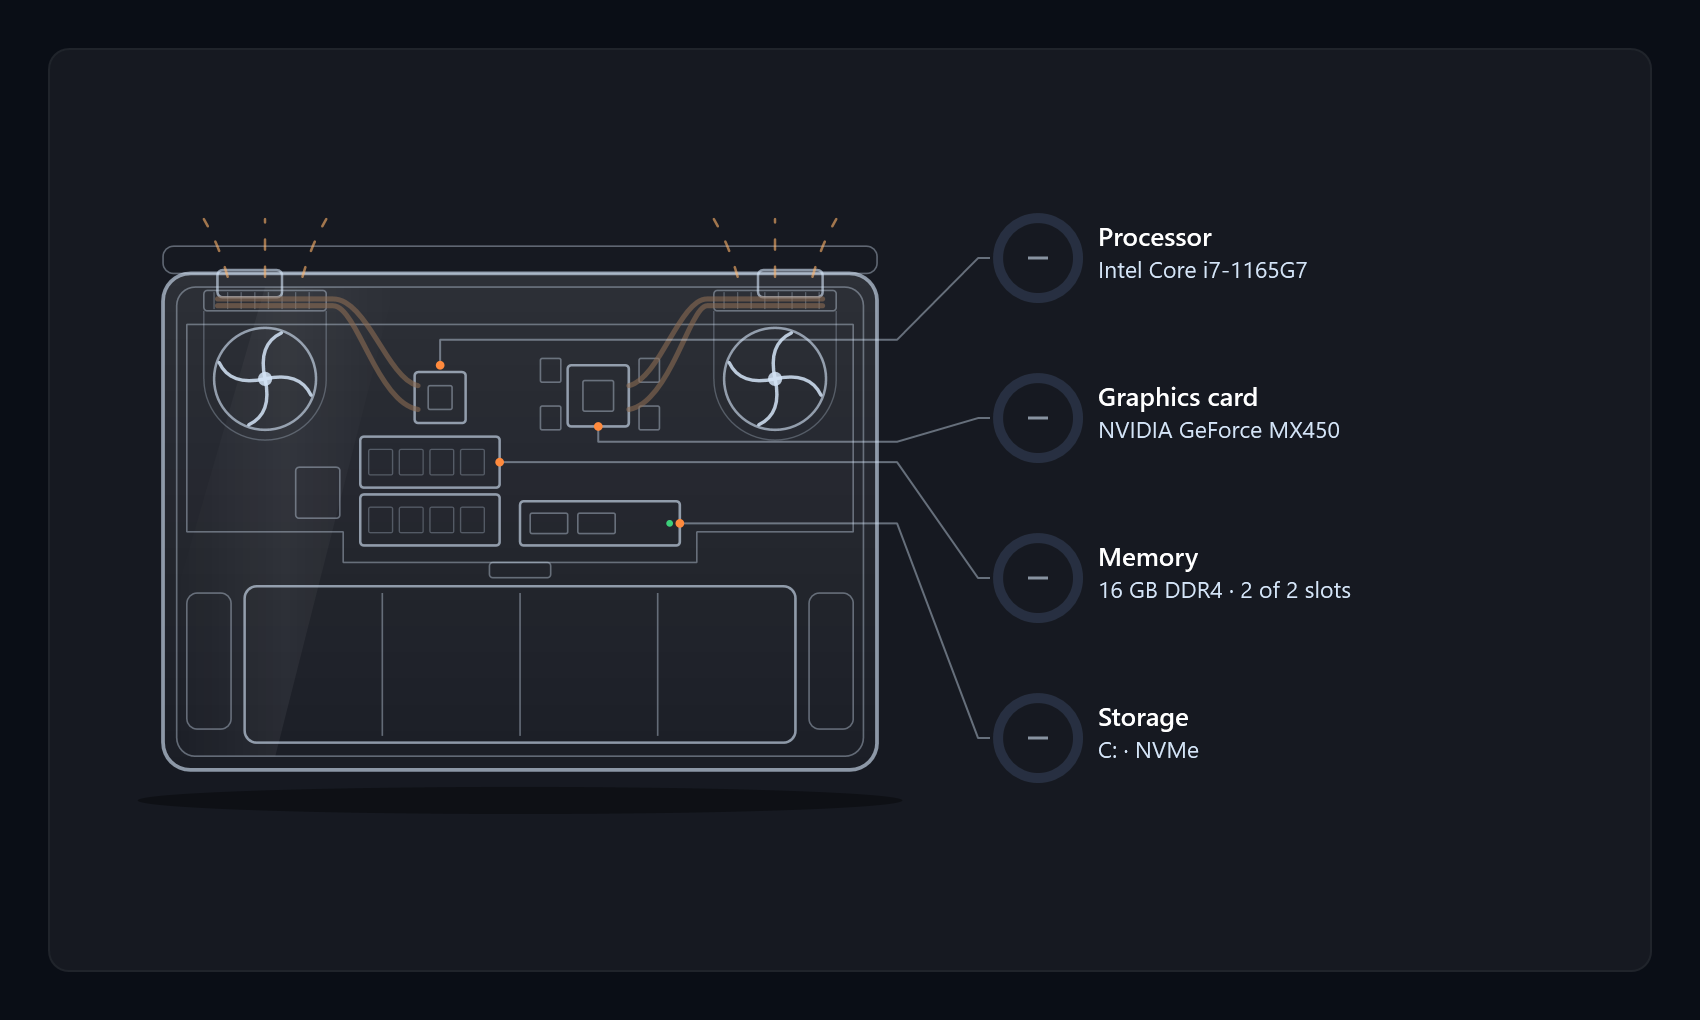 Processor
Intel Core i7-1165G7
Graphics card
NVIDIA GeForce MX450
Memory
16 GB DDR4 · 2 of 2 slots
Storage
C: · NVMe